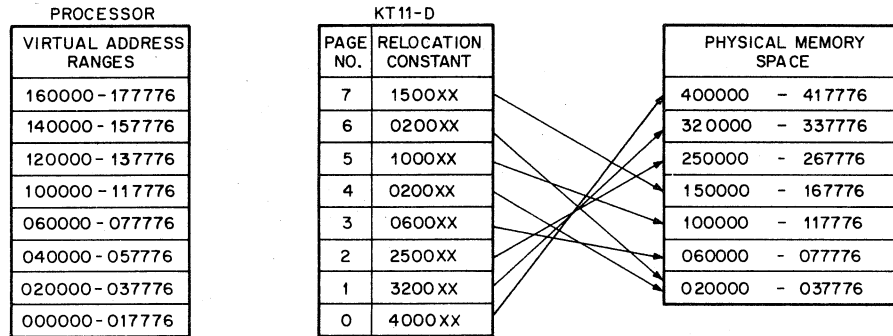 PROCESSOR
VIRTUAL ADDRESS
RANGES
160000-177776
140000-157776
120000-137776
100000-117776
060000-077776
040000-057776
020000-037776
000000-017776
KT11-D
PAGE NO. RELOCATION CONSTANT
7 1500XX
6 0200XX
5 1000XX
4 0200XX
3 0600XX
2 2500XX
1 3200XX
0 4000XX
PHYSICAL MEMORY
SPACE
400000 - 417776
320000 - 337776
250000 - 267776
150000 - 167776
100000 - 117776
060000 - 077776
020000 - 037776